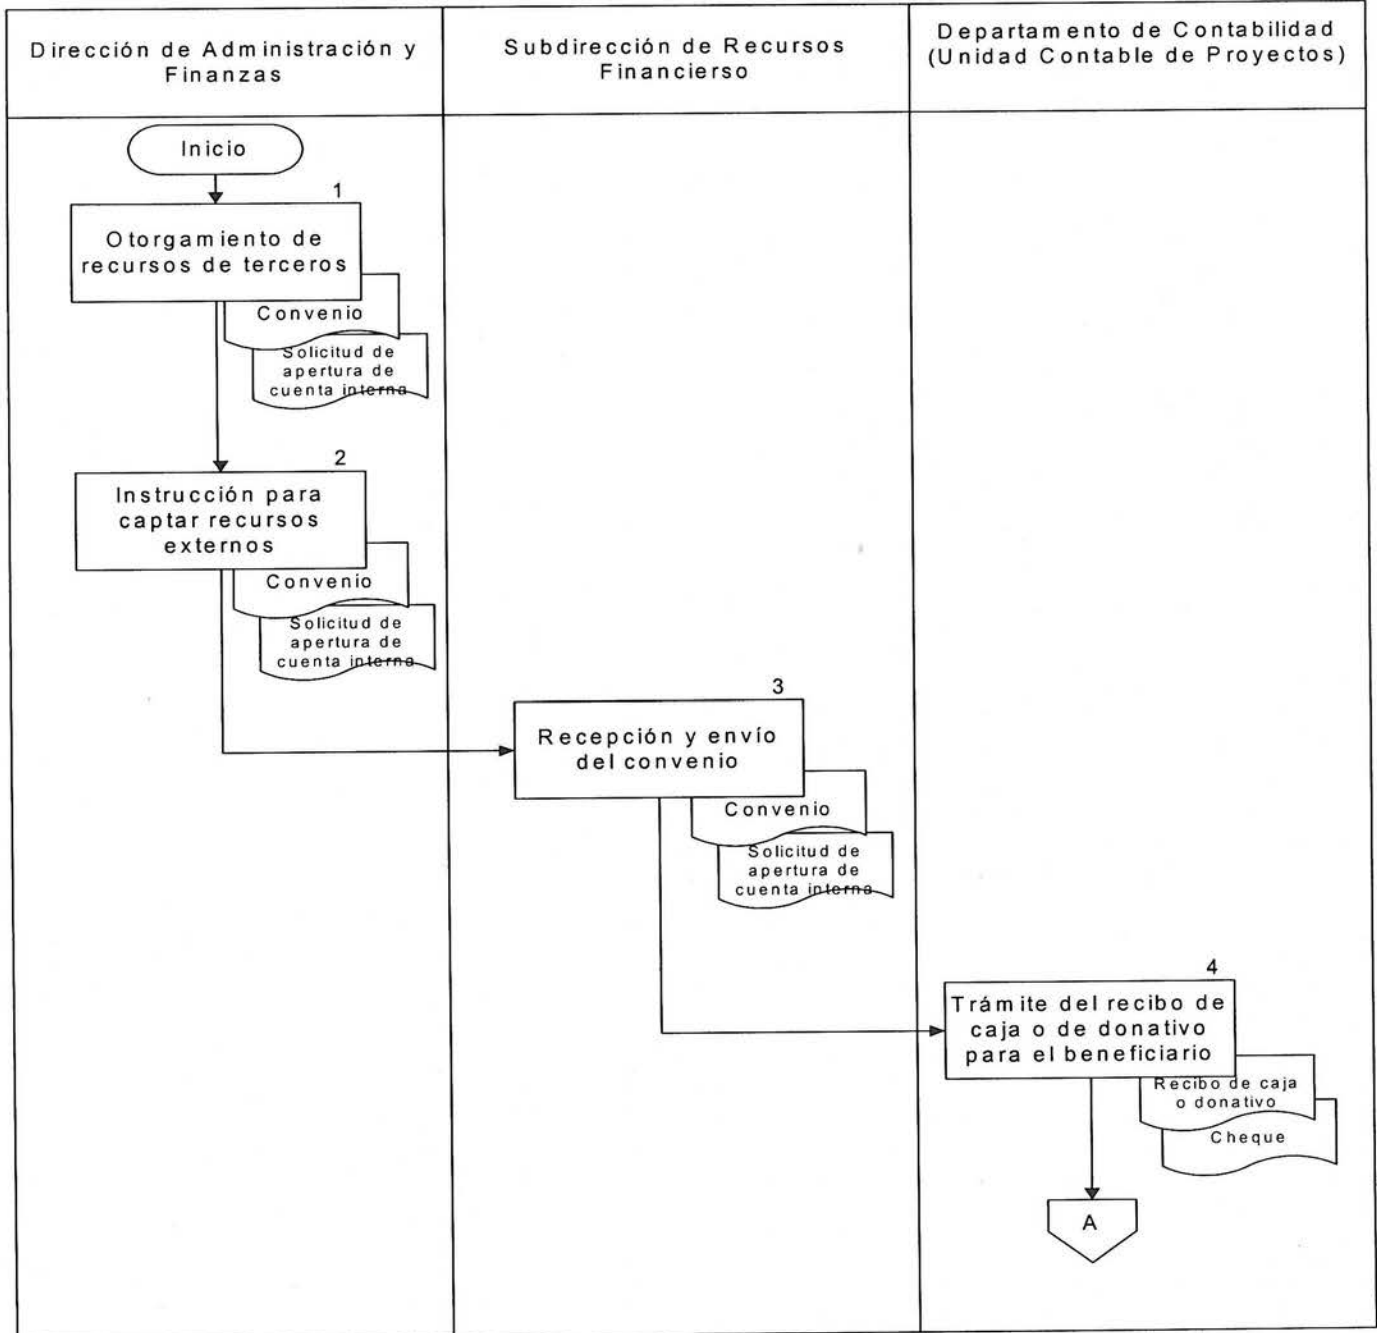 Dirección de Administración y
Finanzas
Subdirección de Recursos
Financierso
Departamento de Contabilidad
(Unidad Contable de Proyectos)
Inicio
1
Otorgamiento de
recursos de terceros
Convenio
Solicitud de
apertura de
cuenta interna
2
Instrucción para
captar recursos
externos
Convenio
Solicitud de
apertura de
cuenta interna
3
Recepción y envío
del convenio
Convenio
Solicitud de
apertura de
cuenta interna
4
Trámite del recibo de
caja o de donativo
para el beneficiario
Recibo de caja
o donativo
Cheque
A